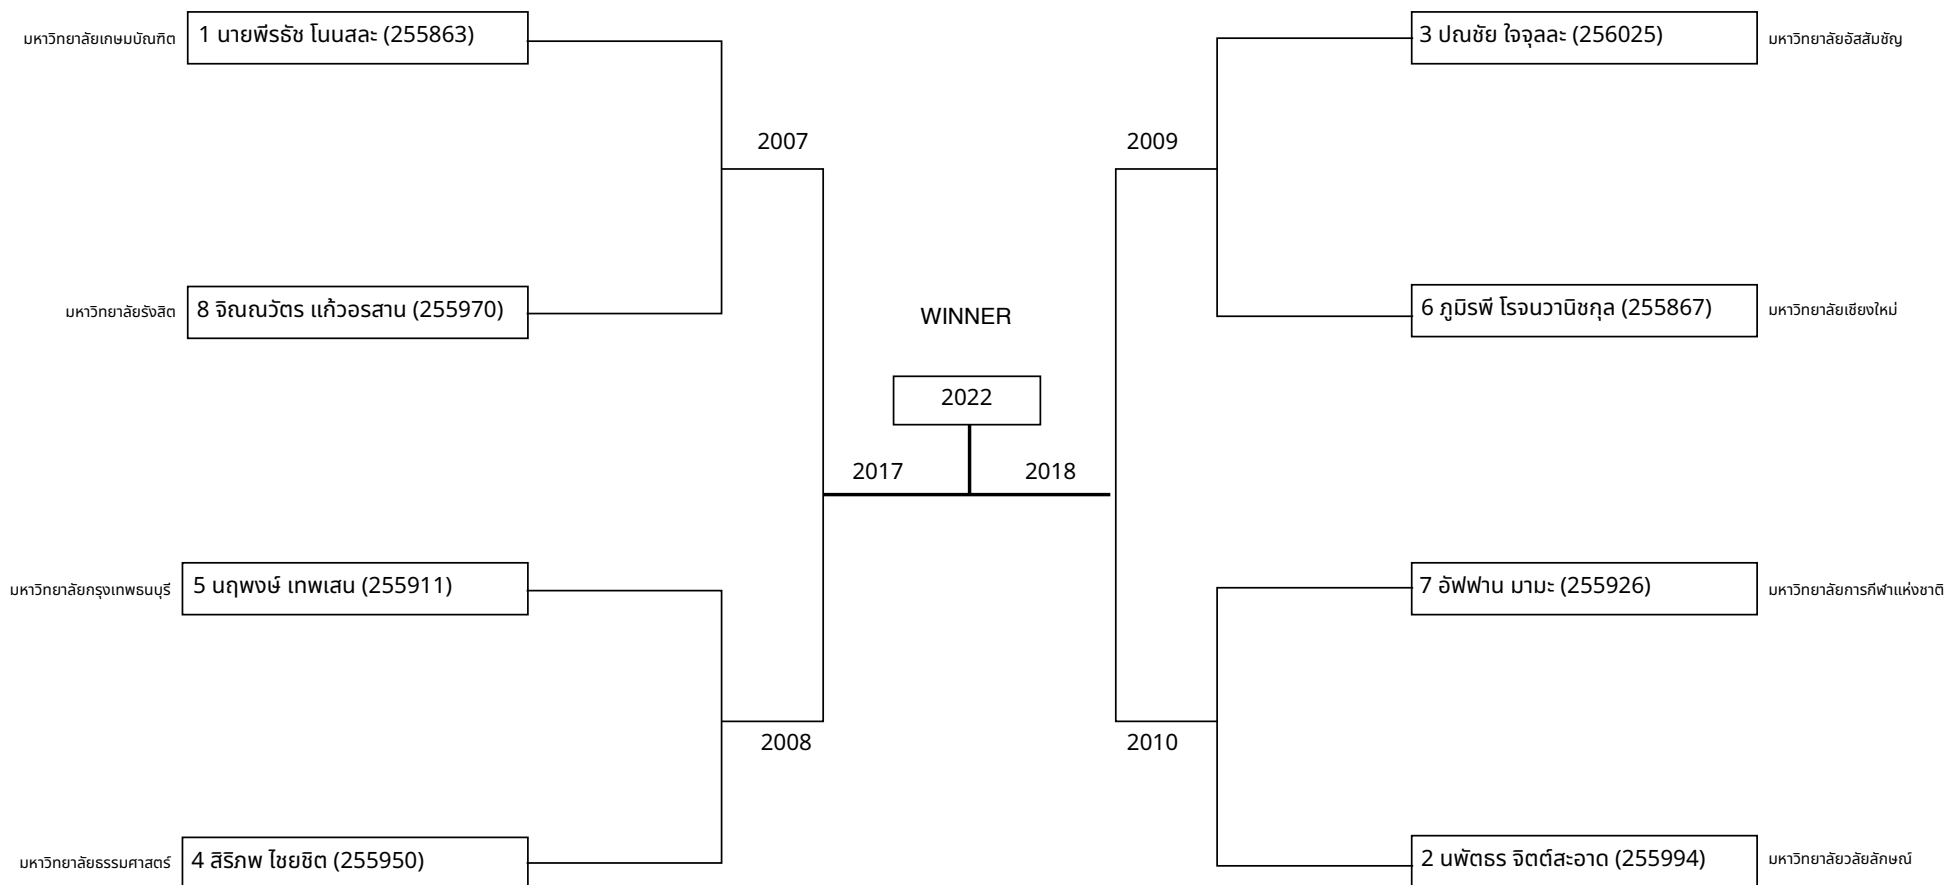 มหาวิทยาลัยเกษมบัณฑิต
1 นายพีรธัช โนนสละ (255863)
3 ปณชัย ใจจุลละ (256025)
มหาวิทยาลัยอัสสัมชัญ
2007
2009
มหาวิทยาลัยรังสิต
8 จิณณวัตร แก้วอรสาน (255970)
WINNER
6 ภูมิรพี โรจนวานิชกุล (255867)
มหาวิทยาลัยเชียงใหม่
2022
2017
2018
มหาวิทยาลัยกรุงเทพธนบุรี
5 นฤพงษ์ เทพเสน (255911)
7 อัฟฟาน มามะ (255926)
มหาวิทยาลัยการกีฬาแห่งชาติ
2008
2010
มหาวิทยาลัยธรรมศาสตร์
4 สิริภพ ไชยชิต (255950)
2 นพัตธร จิตต์สะอาด (255994)
มหาวิทยาลัยวลัยลักษณ์